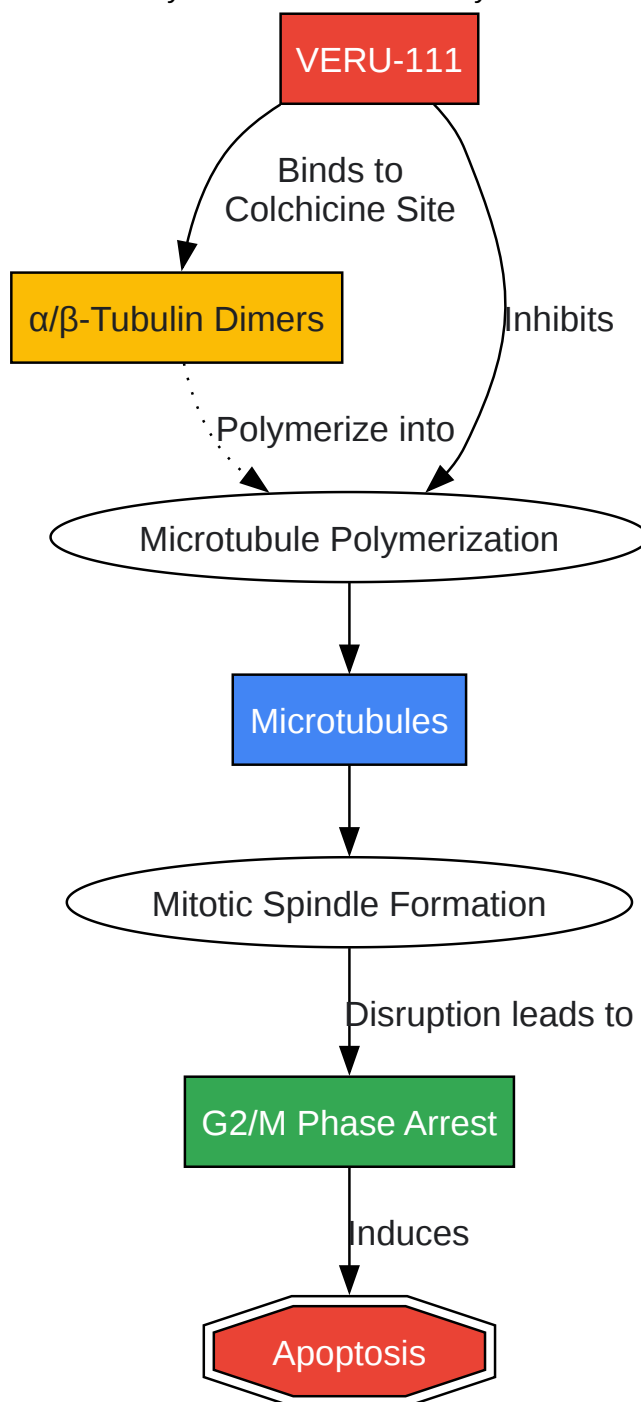 VERU-111
Binds to
Colchicine Site
α/β-Tubulin Dimers
Inhibits
Polymerize into
Microtubule Polymerization
Microtubules
Mitotic Spindle Formation
Disruption leads to
G2/M Phase Arrest
Induces
Apoptosis